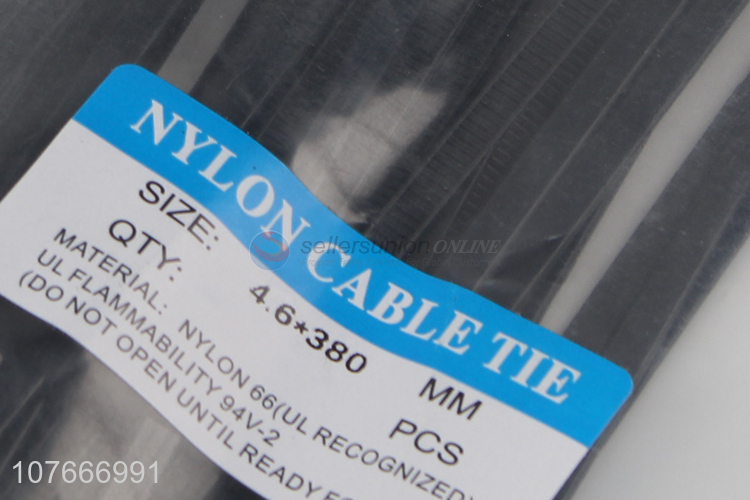 NYLON CABLE TIE
SIZE: 4.6*380 MM
QTY: PCS
MATERIAL: NYLON 66(UL RECOGNIZED)
UL FLAMMABILITY 94V-2
(DO NOT OPEN UNTIL READY
sellersunion ONLINE
107666991